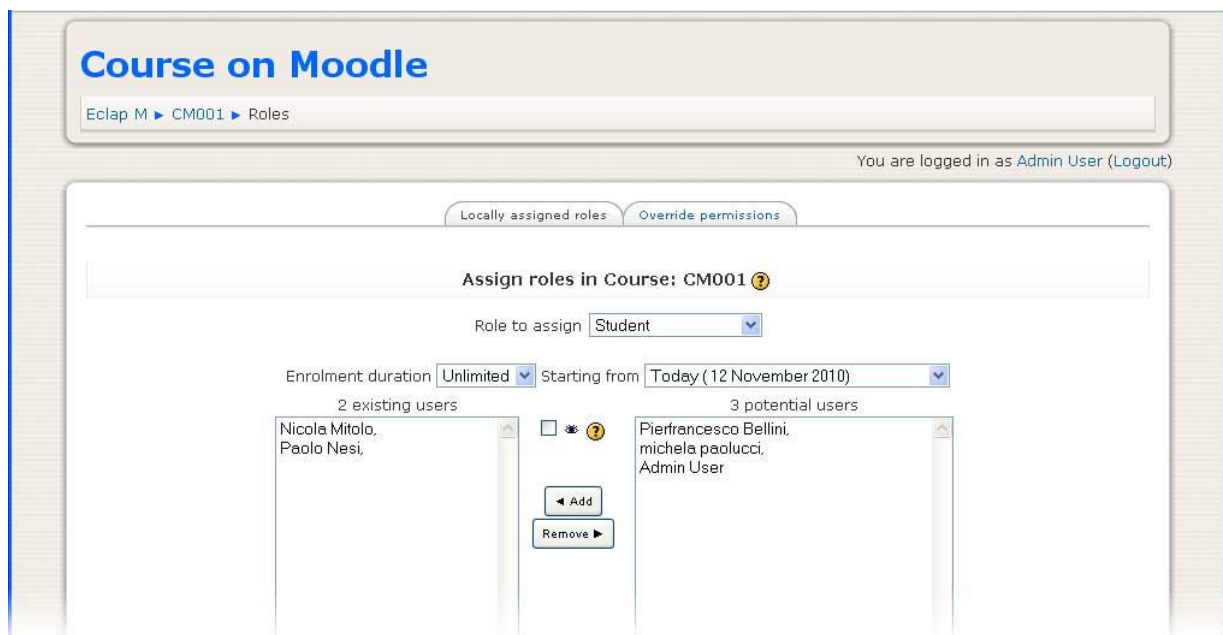 Course on Moodle
Eclap M ► CM001 ► Roles
You are logged in as Admin User (Logout)
Locally assigned roles Override permissions
Assign roles in Course: CM001 ?
Role to assign Student
Enrolment duration Unlimited Starting from Today (12 November 2010)
2 existing users 3 potential users
Nicola Mitolo, ? Pierfrancesco Bellini,
Paolo Nesi, michela paolucci,
Admin User
◄ Add
Remove ►